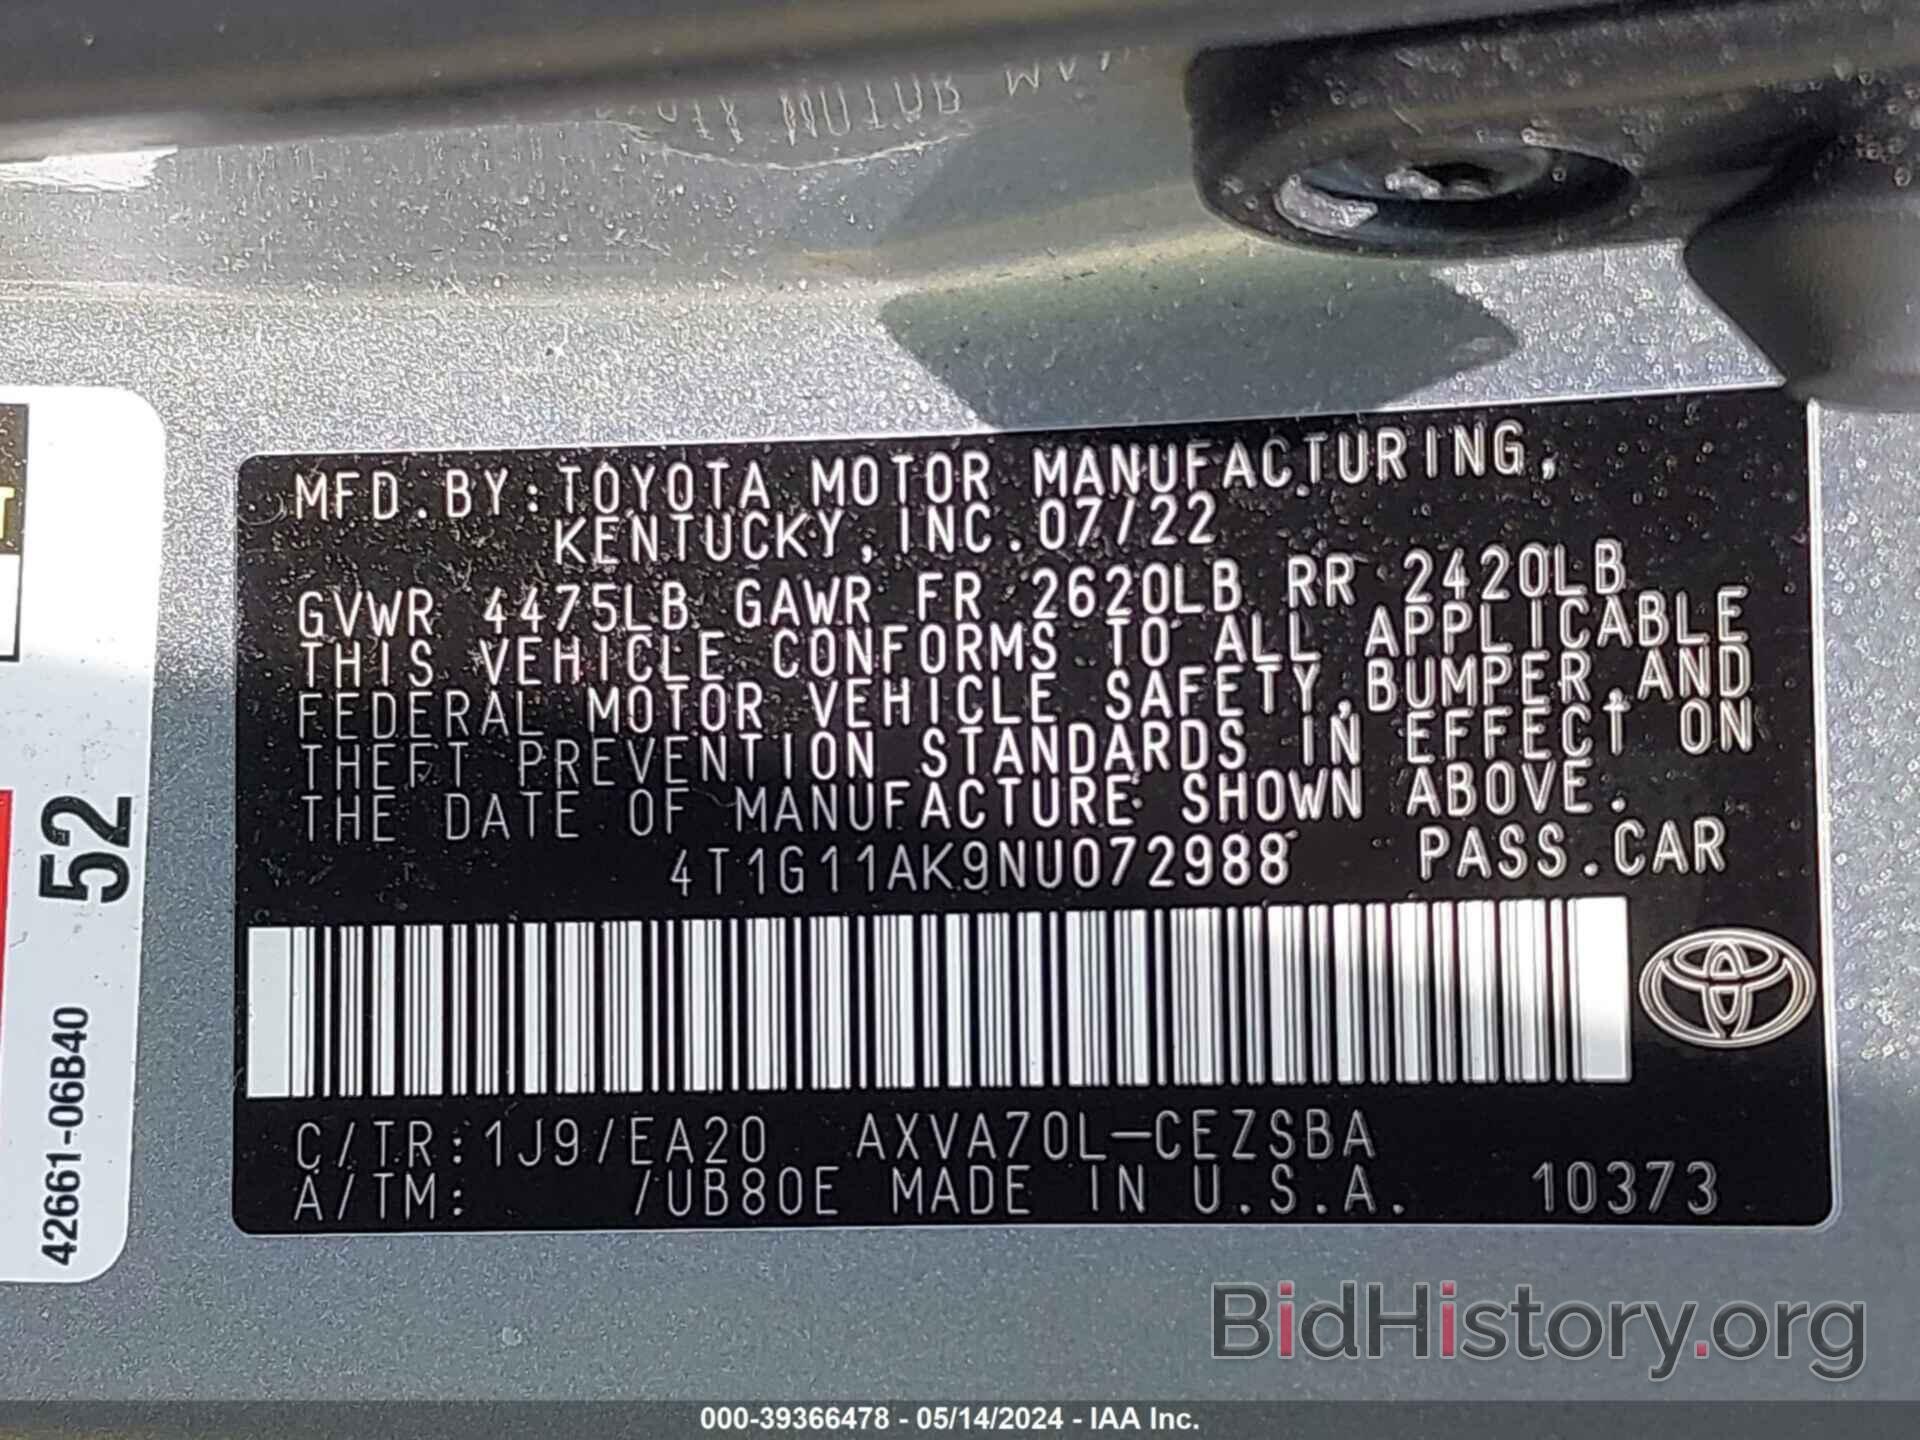 MOTOR
MFD.BY:TOYOTA MOTOR MANUFACTURING,
KENTUCKY,INC.07/22
GVWR 4475LB GAWR FR 2620LB RR 2420LB
THIS VEHICLE CONFORMS TO ALL APPLICABLE
FEDERAL MOTOR VEHICLE SAFETY,BUMPER,AND
THEFT PREVENTION STANDARDS IN EFFECT ON
THE DATE OF MANUFACTURE SHOWN ABOVE.
4T1G11AK9NU072988 PASS.CAR
C/TR:1J9/EA20 AXVA70L-CEZSBA
A/TM: /UB80E MADE IN U.S.A. 10373
52
42661-06B40
BidHistory.org
000-39366478 - 05/14/2024 - IAA Inc.